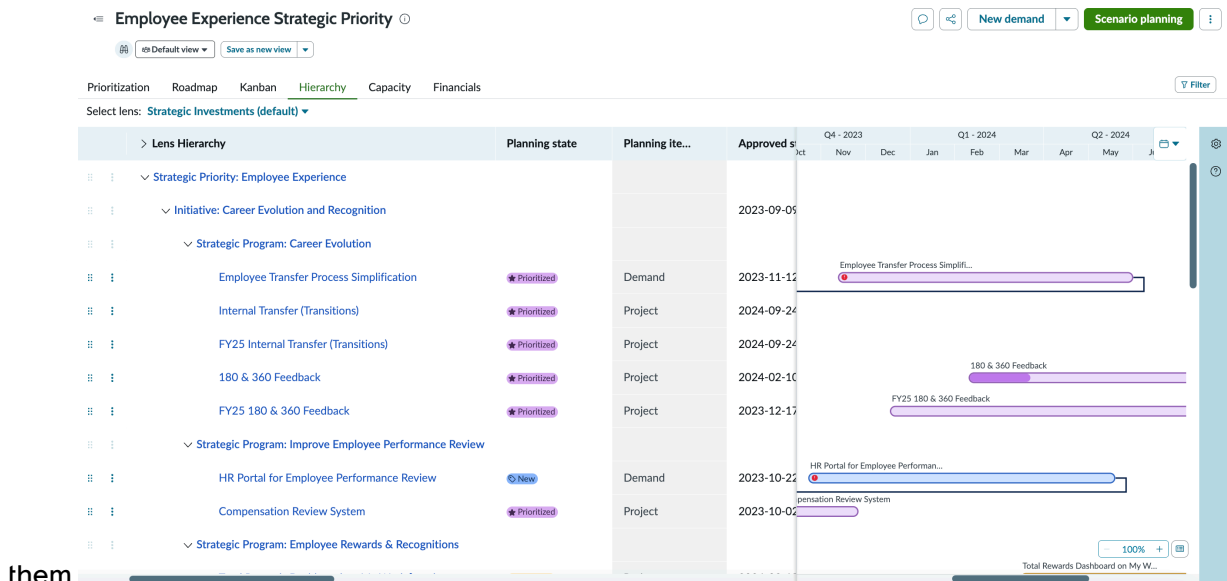 Employee Experience Strategic Priority
New demand
Scenario planning
Default view
Save as new view
Prioritization Roadmap Kanban Hierarchy Capacity Financials
Filter
Select lens: Strategic Investments (default)
Lens Hierarchy Planning state Planning ite... Approved s
Q4 - 2023 Q1 - 2024 Q2 - 2024
Oct Nov Dec Jan Feb Mar Apr May
Strategic Priority: Employee Experience
Initiative: Career Evolution and Recognition 2023-09-09
Strategic Program: Career Evolution
Employee Transfer Process Simplifi...
Employee Transfer Process Simplification Prioritized Demand 2023-11-12
Internal Transfer (Transitions) Prioritized Project 2024-09-24
FY25 Internal Transfer (Transitions) Prioritized Project 2024-09-24
180 & 360 Feedback
180 & 360 Feedback Prioritized Project 2024-02-10
FY25 180 & 360 Feedback
FY25 180 & 360 Feedback Prioritized Project 2023-12-17
Strategic Program: Improve Employee Performance Review
HR Portal for Employee Performan...
HR Portal for Employee Performance Review New Demand 2023-10-22
pensation Review System
Compensation Review System Prioritized Project 2023-10-02
Strategic Program: Employee Rewards & Recognitions
100%
Total Rewards Dashboard on My W...
them